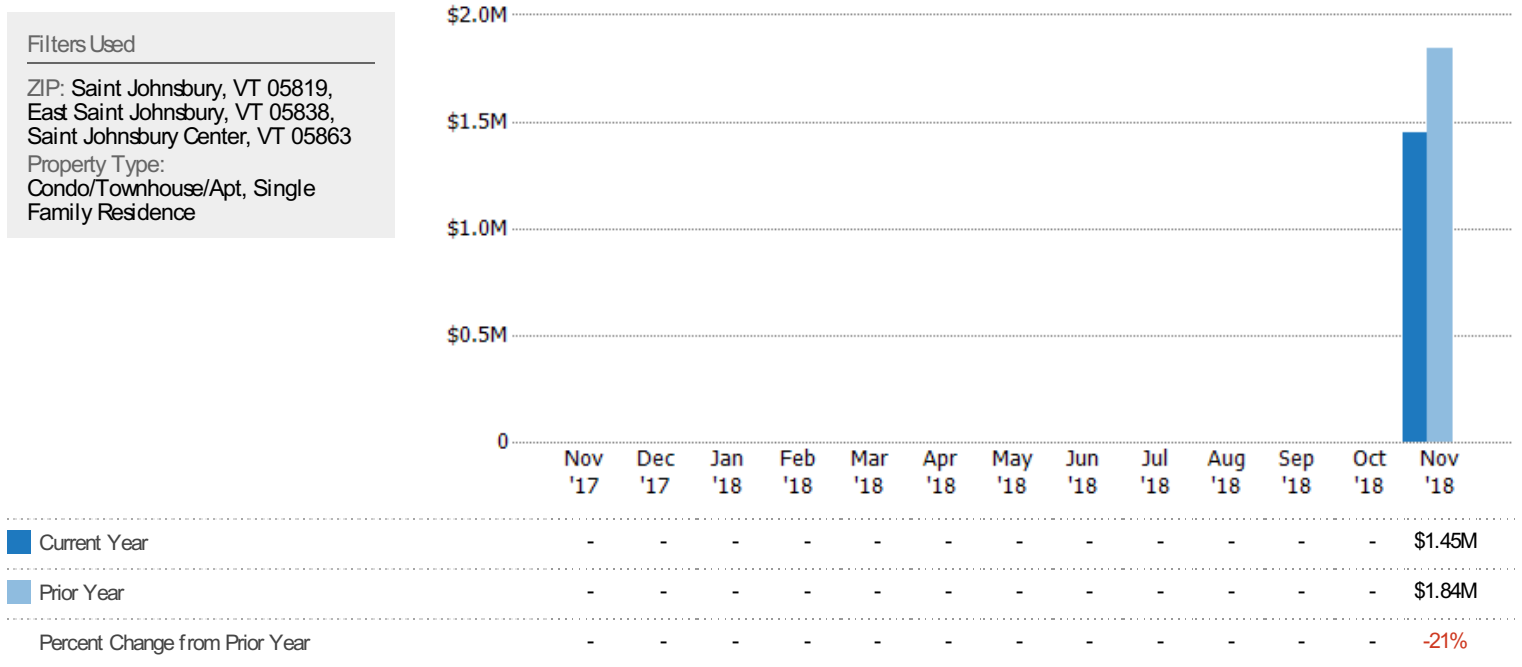 Filters Used
ZIP: Saint Johnsbury, VT 05819,
East Saint Johnsbury, VT 05838,
Saint Johnsbury Center, VT 05863
Property Type:
Condo/Townhouse/Apt, Single
Family Residence
$2.0M
$1.5M
$1.0M
$0.5M
0
Nov Dec Jan Feb Mar Apr May Jun Jul Aug Sep Oct Nov
'17 '17 '18 '18 '18 '18 '18 '18 '18 '18 '18 '18 '18
Current Year - - - - - - - - - - - - $1.45M
Prior Year - - - - - - - - - - - - $1.84M
Percent Change from Prior Year - - - - - - - - - - - - -21%